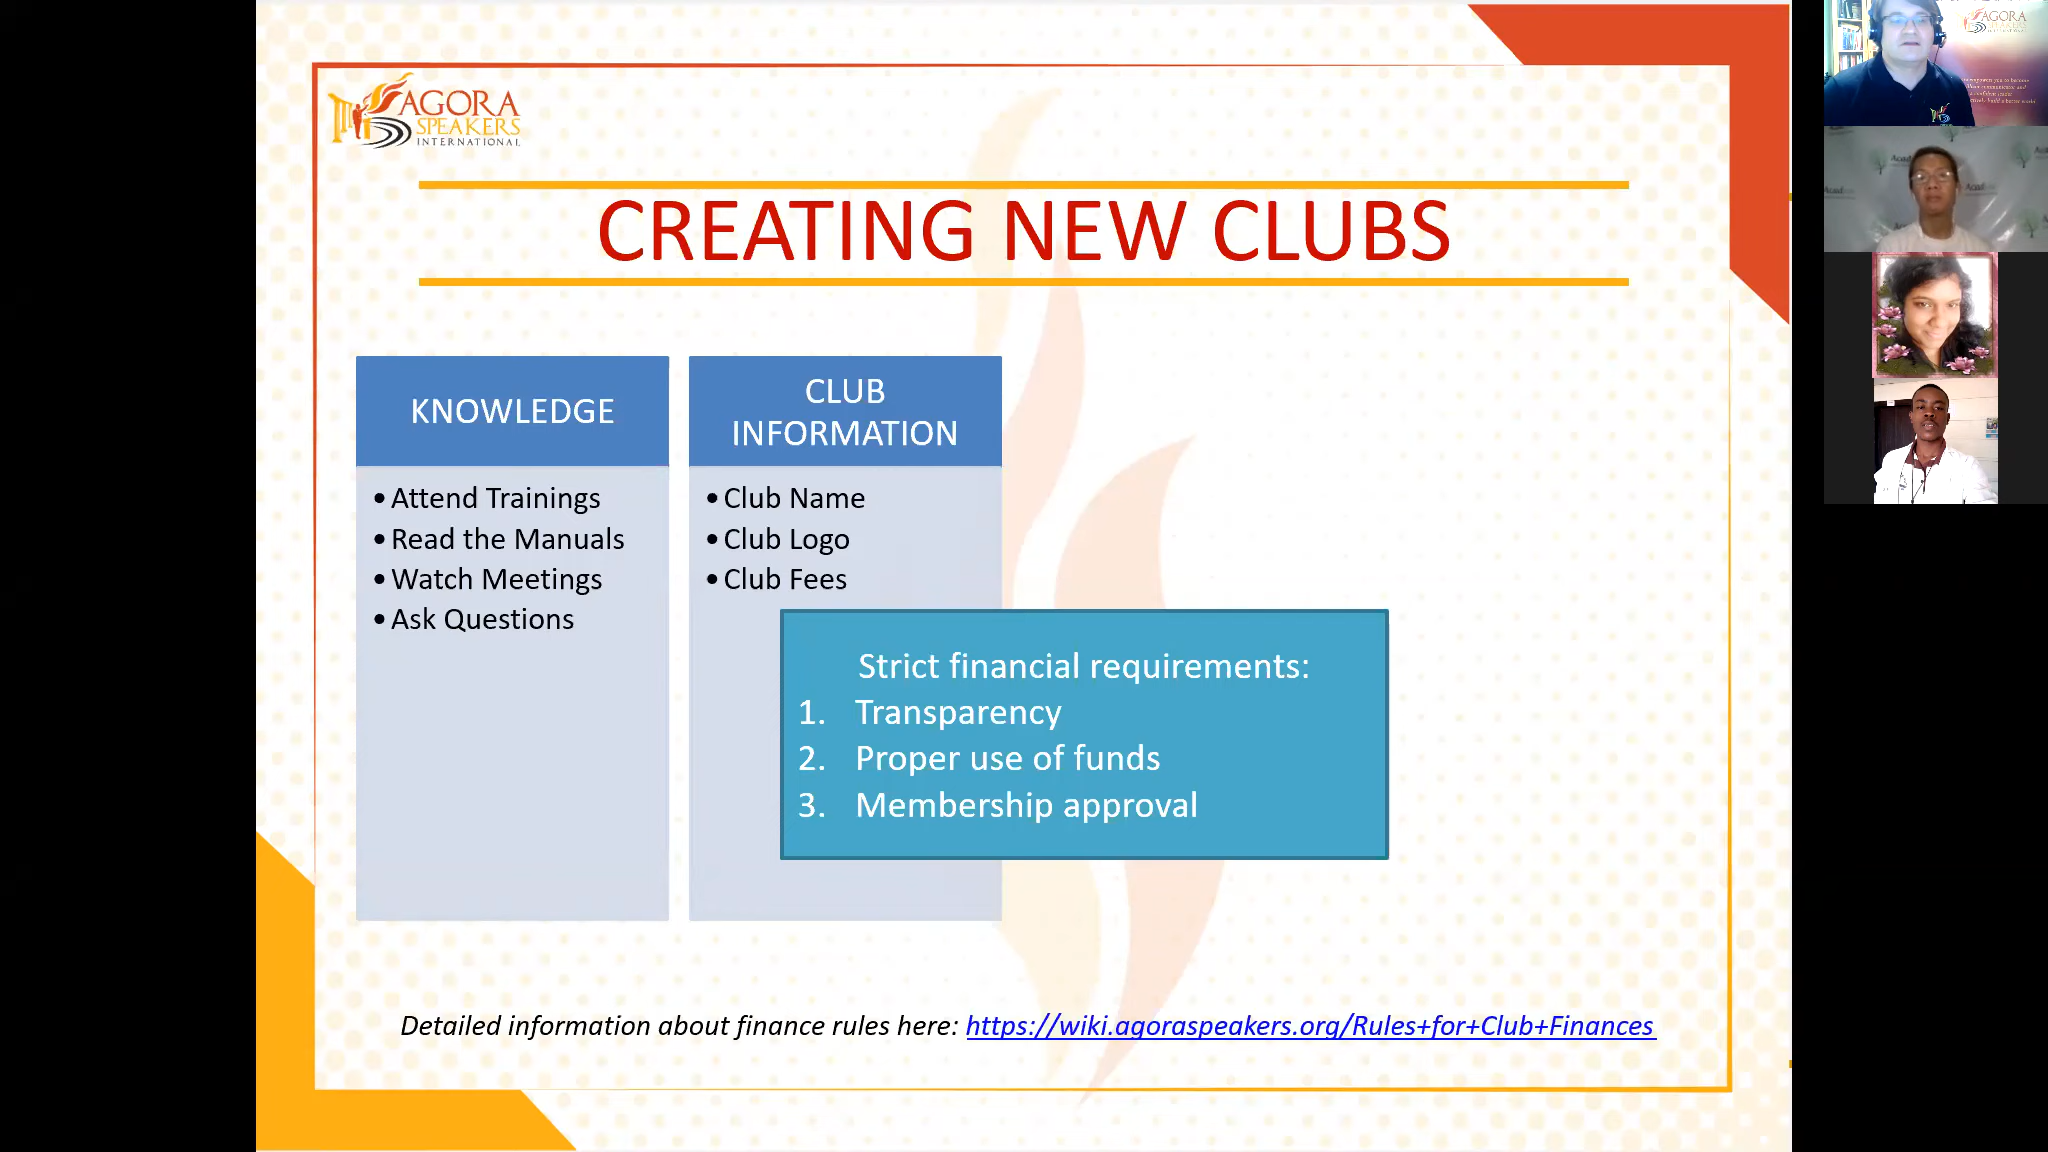 AGORA
SPEAKERS
INTERNATIONAL
CREATING NEW CLUBS
KNOWLEDGE
•Attend Trainings
•Read the Manuals
•Watch Meetings
•Ask Questions
CLUB
INFORMATION
•Club Name
•Club Logo
•Club Fees
Strict financial requirements:
1. Transparency
2. Proper use of funds
3. Membership approval
Detailed information about finance rules here: https://wiki.agoraspeakers.org/Rules+for+Club+Finances
AGORA
SPEAKERS